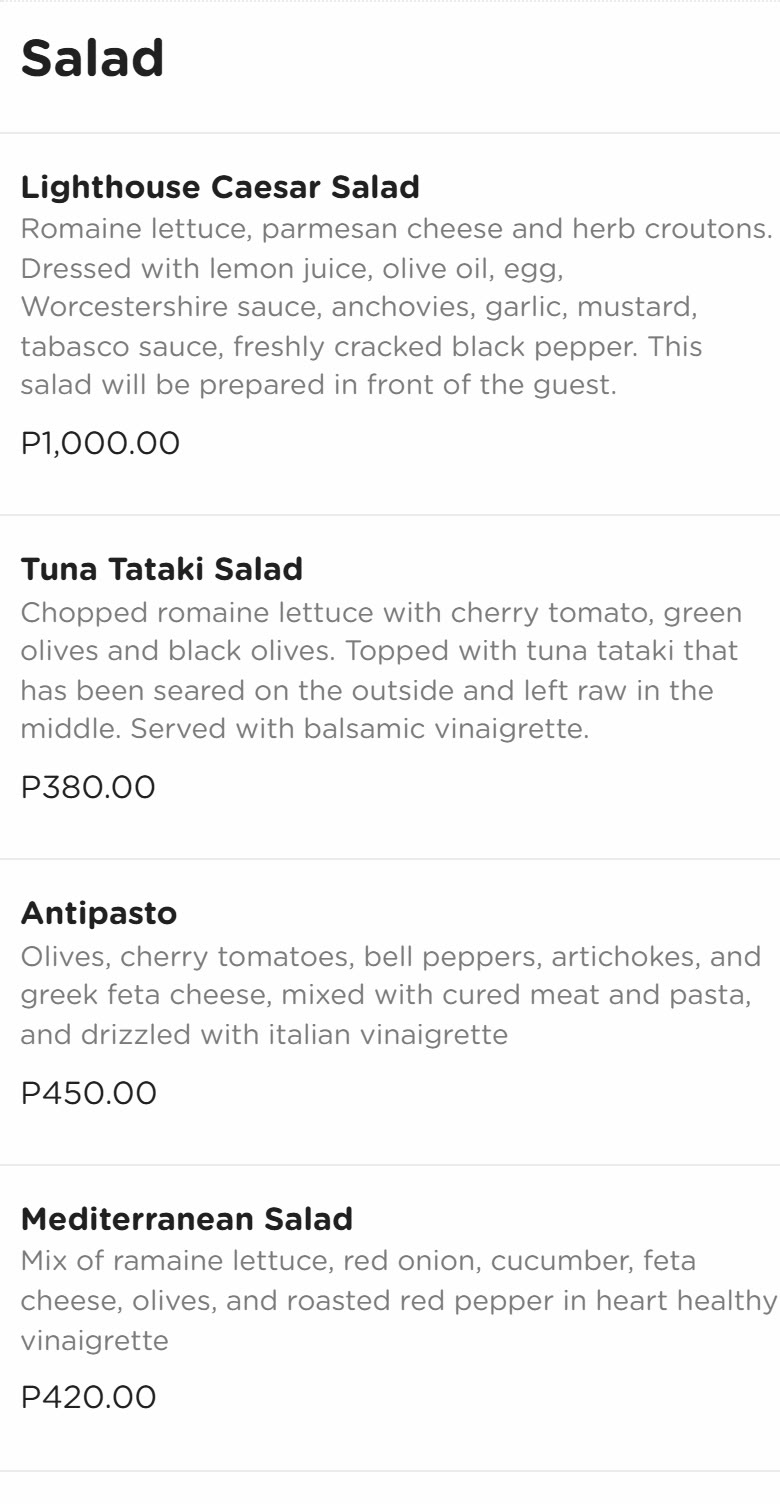 Salad
Lighthouse Caesar Salad
Romaine lettuce, parmesan cheese and herb croutons.
Dressed with lemon juice, olive oil, egg,
Worcestershire sauce, anchovies, garlic, mustard,
tabasco sauce, freshly cracked black pepper. This
salad will be prepared in front of the guest.
P1,000.00
Tuna Tataki Salad
Chopped romaine lettuce with cherry tomato, green
olives and black olives. Topped with tuna tataki that
has been seared on the outside and left raw in the
middle. Served with balsamic vinaigrette.
P380.00
Antipasto
Olives, cherry tomatoes, bell peppers, artichokes, and
greek feta cheese, mixed with cured meat and pasta,
and drizzled with italian vinaigrette
P450.00
Mediterranean Salad
Mix of ramaine lettuce, red onion, cucumber, feta
cheese, olives, and roasted red pepper in heart healthy
vinaigrette
P420.00